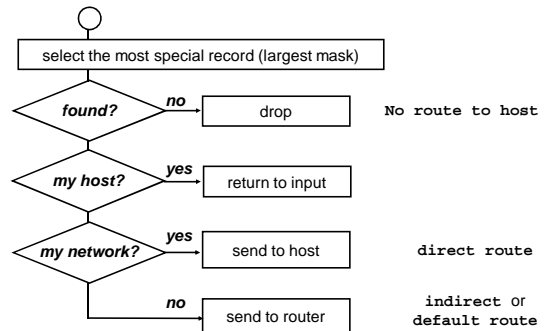 select the most special record (largest mask)
found?
no
drop
No route to host
my host?
yes
return to input
my network?
yes
send to host
direct route
no
send to router
indirect or
default route